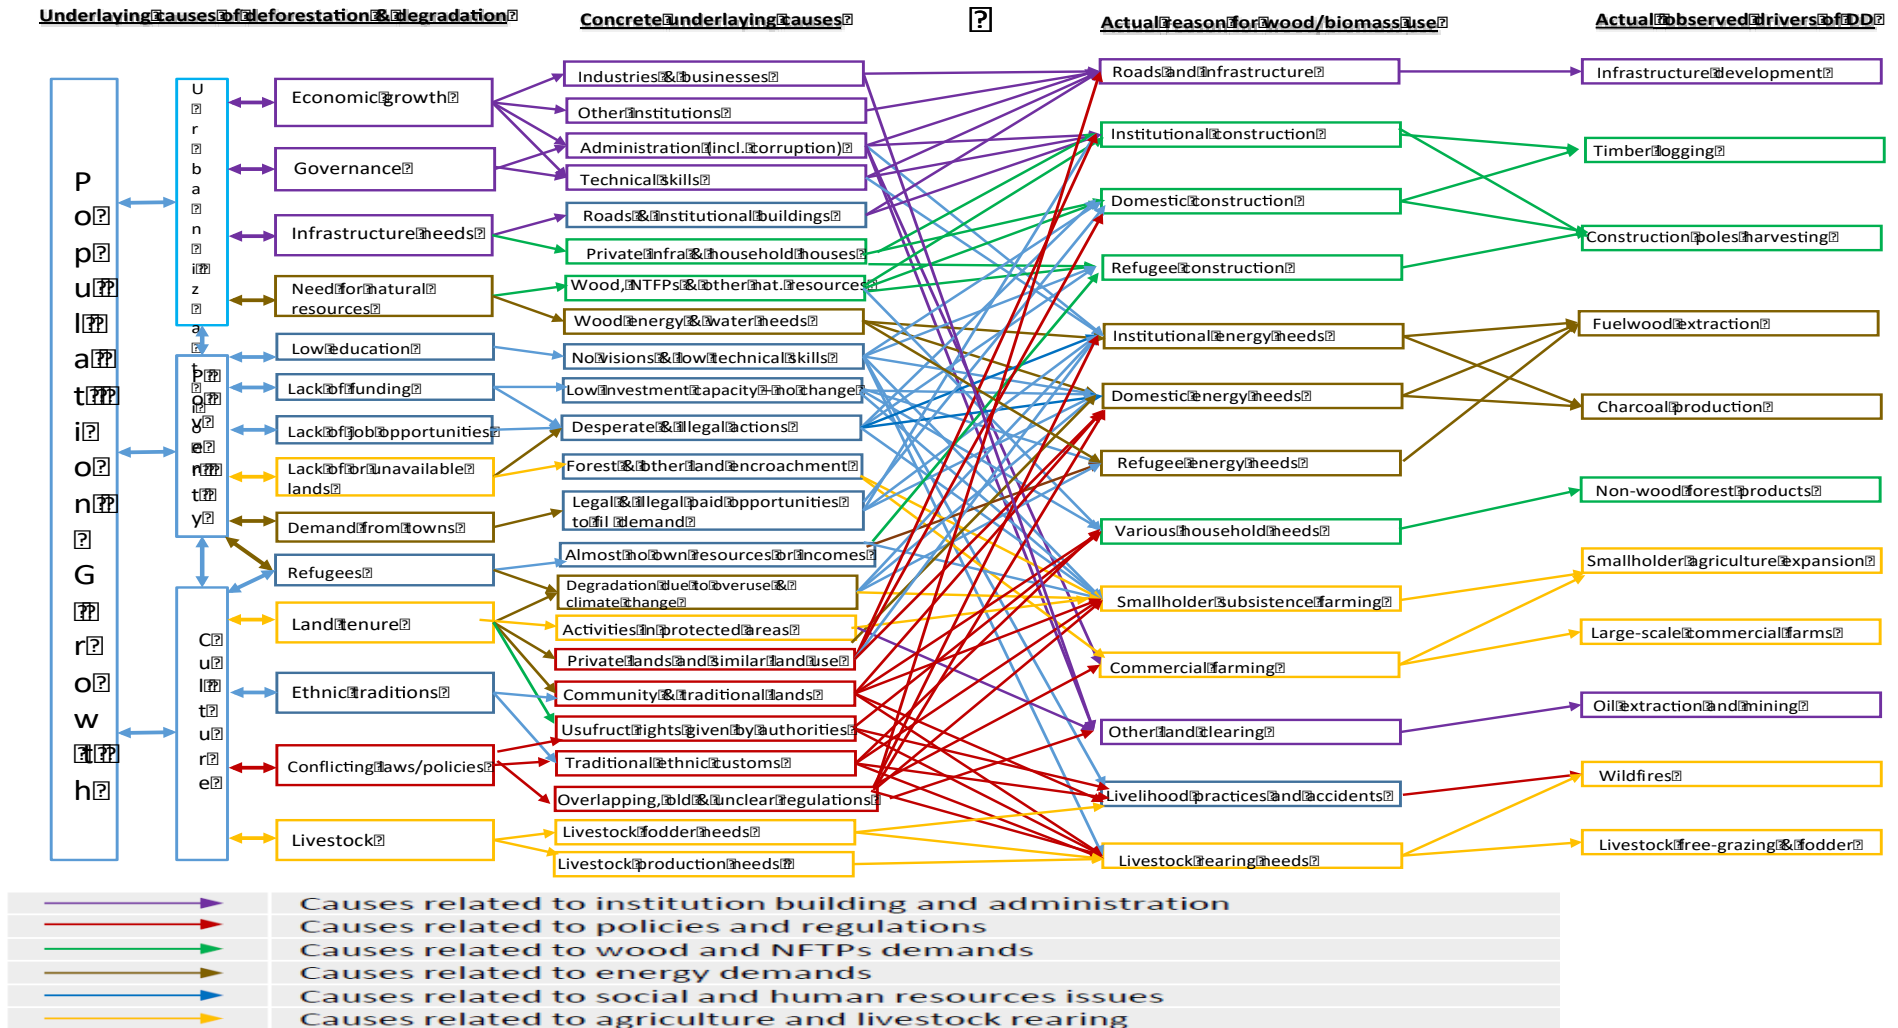 Underlaying causes of deforestation & degradation
Concrete underlaying causes
Actual reason for wood/biomass use
Actual observed drivers of DD
Population Growth
Urbanization
Poverty
Culture
Economic growth
Governance
Infrastructure needs
Need for natural
resources
Low education
Lack of funding
Lack of job opportunities
Lack of or unavailable
lands
Demand from towns
Refugees
Land tenure
Ethnic traditions
Conflicting laws/policies
Livestock
Industries & businesses
Other institutions
Administration (incl. corruption)
Technical skills
Roads & institutional buildings
Private infra & household houses
Wood, NTFPs & other nat. resources
Wood energy & water needs
No visions & low technical skills
Low investment capacity – no change
Desperate & illegal actions
Forest & other land encroachment
Legal & illegal paid opportunities
to fil demand
Almost no own resources or incomes
Degradation due to overuse &
climate change
Activities in protected areas
Private lands and similar land use
Community & traditional lands
Usufruct rights given by authorities
Traditional ethnic customs
Overlapping, old & unclear regulations
Livestock fodder needs
Livestock production needs
Roads and infrastructure
Institutional construction
Domestic construction
Refugee construction
Institutional energy needs
Domestic energy needs
Refugee energy needs
Various household needs
Smallholder subsistence farming
Commercial farming
Other land clearing
Livelihood practices and accidents
Livestock rearing needs
Infrastructure development
Timber logging
Construction poles harvesting
Fuelwood extraction
Charcoal production
Non-wood forest products
Smallholder agriculture expansion
Large-scale commercial farms
Oil extraction and mining
Wildfires
Livestock free-grazing & fodder
Causes related to institution building and administration
Causes related to policies and regulations
Causes related to wood and NFTPs demands
Causes related to energy demands
Causes related to social and human resources issues
Causes related to agriculture and livestock rearing